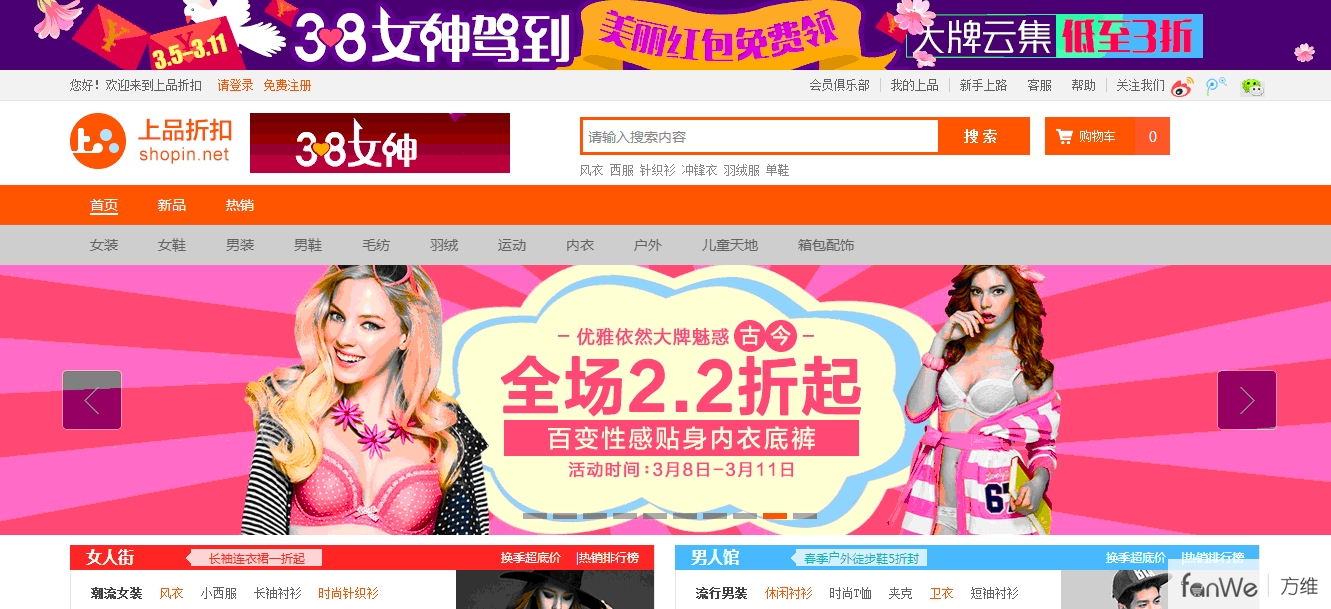 3.5-3.11 38女神驾到 美丽红包免费领 大牌云集 低至3折
您好！欢迎来到上品折扣 请登录 免费注册 会员俱乐部 我的上品 新手上路 客服 帮助 关注我们
上品折扣
shopin.net
38女神
请输入搜索内容 搜索 购物车 0
风衣 西服 针织衫 冲锋衣 羽绒服 单鞋
首页 新品 热销
女装 女鞋 男装 男鞋 毛纺 羽绒 运动 内衣 户外 儿童天地 箱包配饰
- 优雅依然大牌魅惑 古今 -
全场2.2折起
百变性感贴身内衣底裤
活动时间:3月8日-3月11日
67
女人街 长袖连衣裙一折起 换季超底价 |热销排行榜
男人馆 春季户外徒步鞋5折封 换季超底价 |热销排行榜
潮流女装 风衣 小西服 长袖衬衫 时尚针织衫
流行男装 休闲衬衫 时尚T恤 夹克 卫衣 短袖衬衫
fanWe 方维